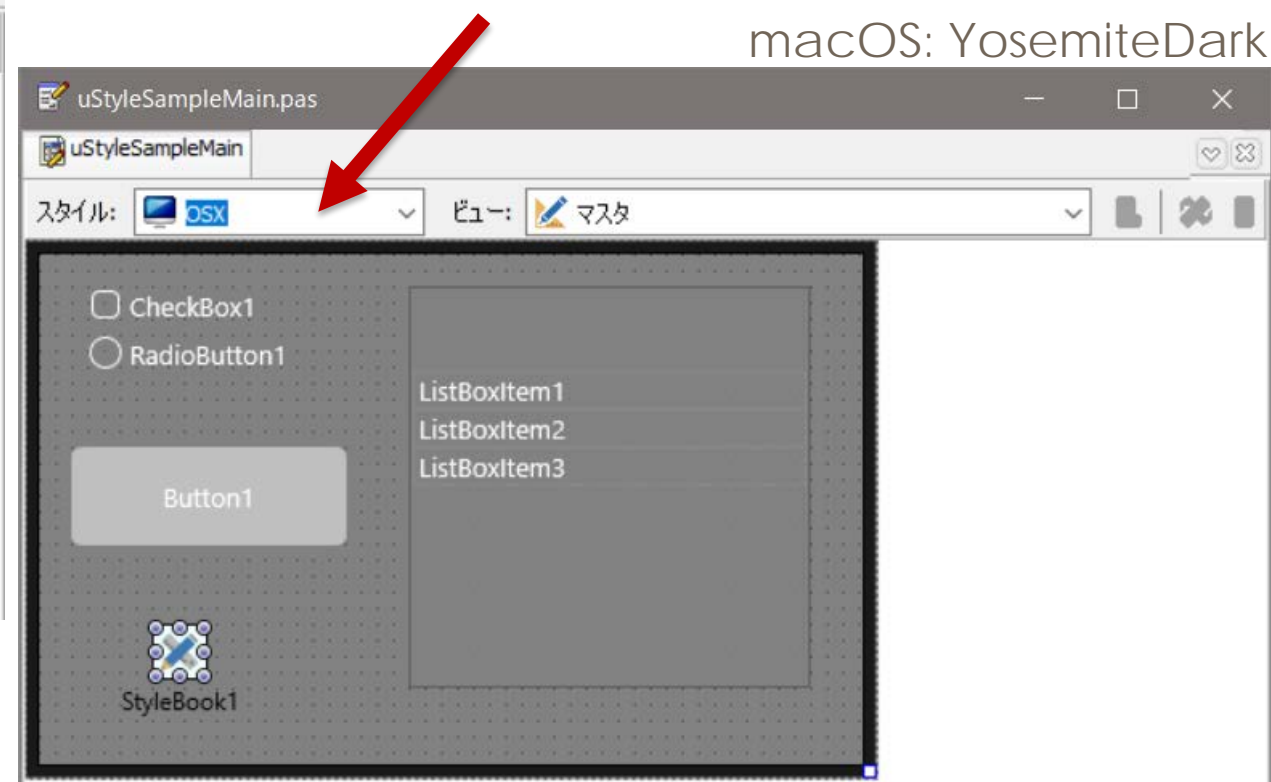 macOS: YosemiteDark
uStyleSampleMain.pas
uStyleSampleMain
スタイル: OSX ビュー: マスタ
CheckBox1
RadioButton1
ListBoxItem1
ListBoxItem2
ListBoxItem3
Button1
StyleBook1